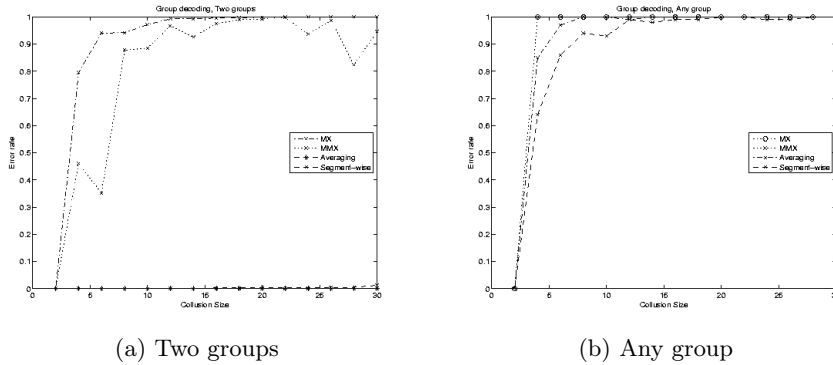 Group decoding, Two groups
1
0.9
0.8
0.7
0.6
0.5
0.4
0.3
0.2
0.1
0
Error rate
MX
MMX
Averaging
Segment-wise
0 5 10 15 20 25 30
Collusion Size
(a) Two groups
Group decoding, Any group
1
0.9
0.8
0.7
0.6
0.5
0.4
0.3
0.2
0.1
0
Error rate
MX
MMX
Averaging
Segment-wise
0 5 10 15 20 25 30
Collusion Size
(b) Any group